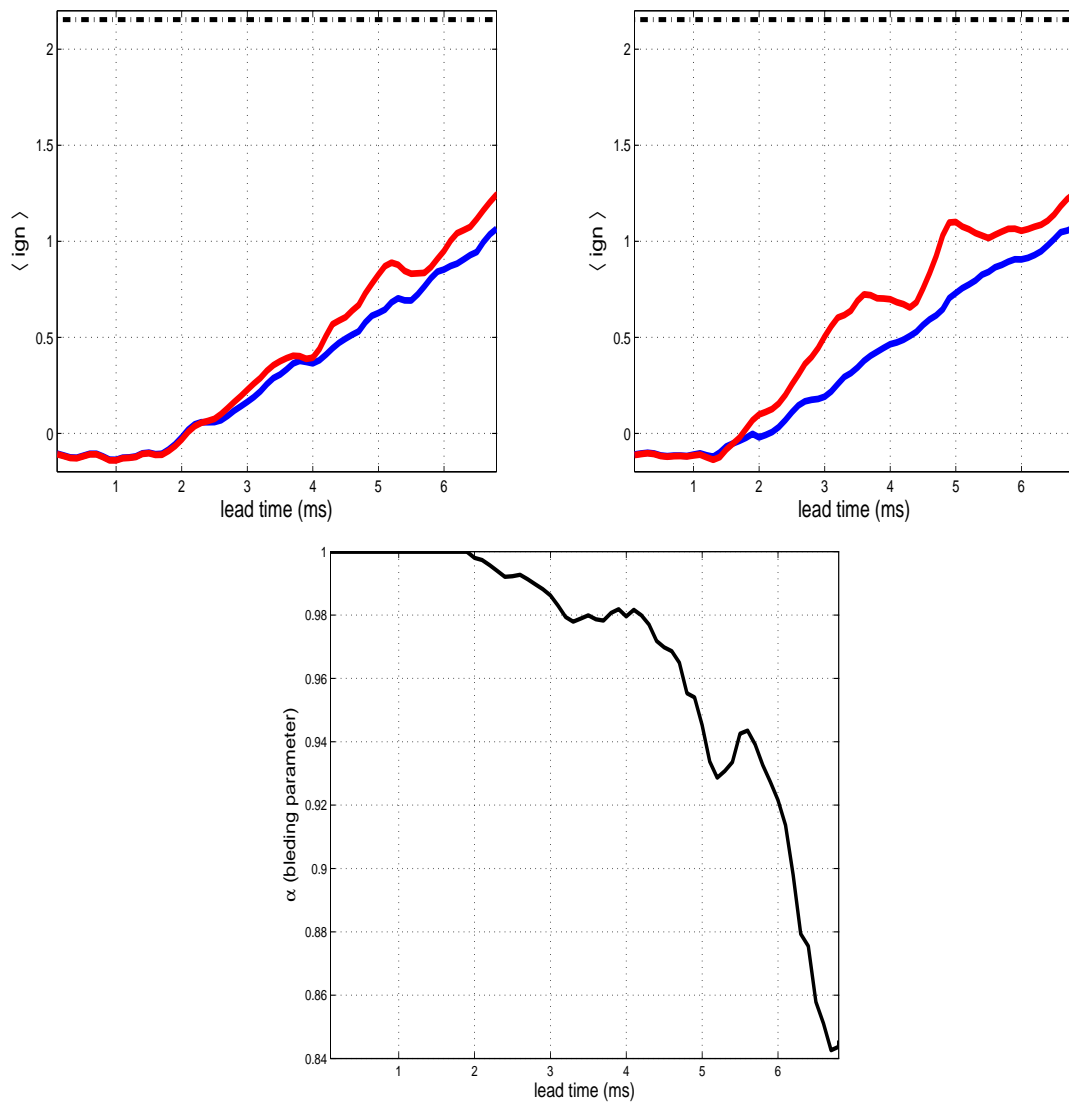 2
1.5
1
0.5
0
⟨ ign ⟩
1 2 3 4 5 6
lead time (ms)
2
1.5
1
0.5
0
⟨ ign ⟩
1 2 3 4 5 6
lead time (ms)
1
0.98
0.96
0.94
0.92
0.9
0.88
0.86
0.84
α (bleding parameter)
1 2 3 4 5 6
lead time (ms)